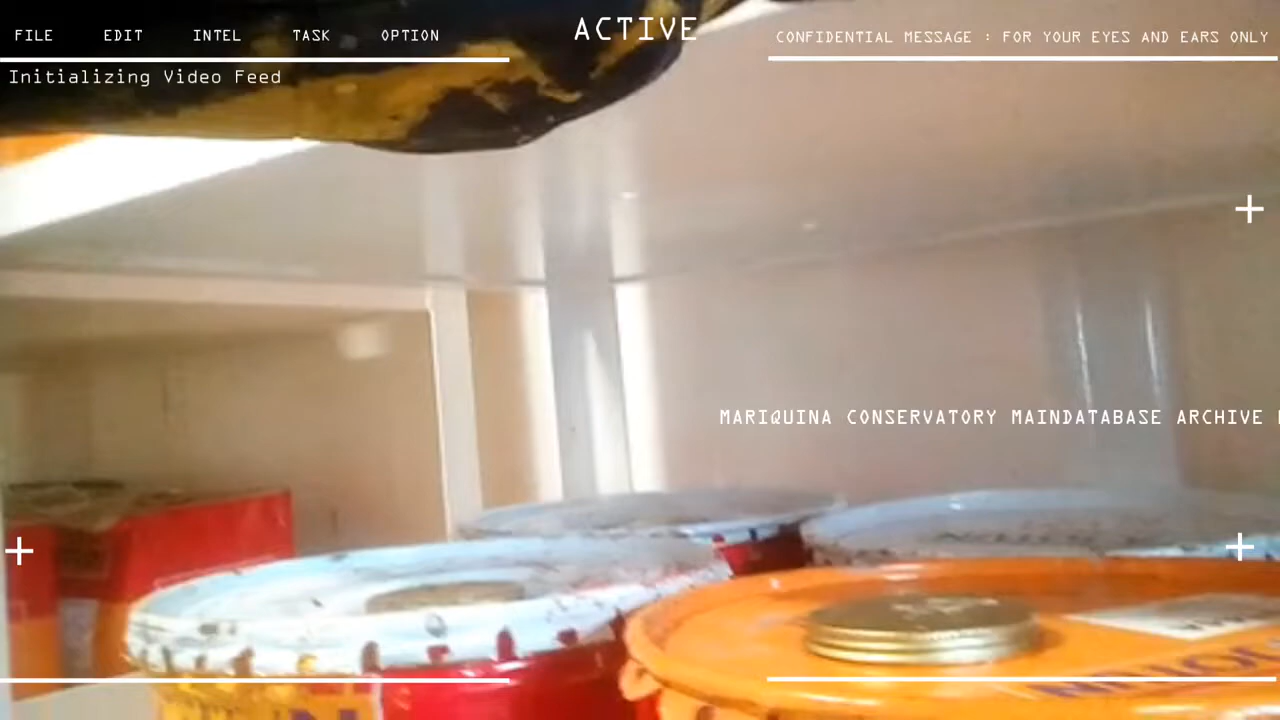 FILE EDIT INTEL TASK OPTION
ACTIVE
CONFIDENTIAL MESSAGE : FOR YOUR EYES AND EARS ONLY
Initializing Video Feed
MARIQUINA CONSERVATORY MAINDATABASE ARCHIVE